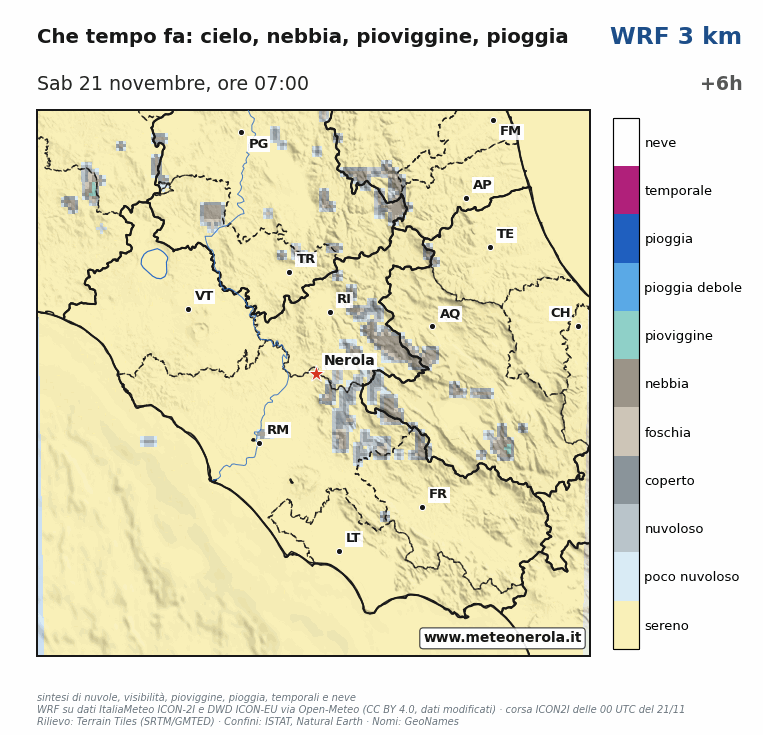 Che tempo fa: cielo, nebbia, pioviggine, pioggia
WRF 3 km
Sab 21 novembre, ore 07:00
+6h
PG
FM
AP
TE
TR
VT
RI
AQ
CH
Nerola
RM
FR
LT
www.meteonerola.it
neve
temporale
pioggia
pioggia debole
pioviggine
nebbia
foschia
coperto
nuvoloso
poco nuvoloso
sereno
sintesi di nuvole, visibilità, pioviggine, pioggia, temporali e neve
WRF su dati ItaliaMeteo ICON-2I e DWD ICON-EU via Open-Meteo (CC BY 4.0, dati modificati) · corsa ICON2I delle 00 UTC del 21/11
Rilievo: Terrain Tiles (SRTM/GMTED) · Confini: ISTAT, Natural Earth · Nomi: GeoNames